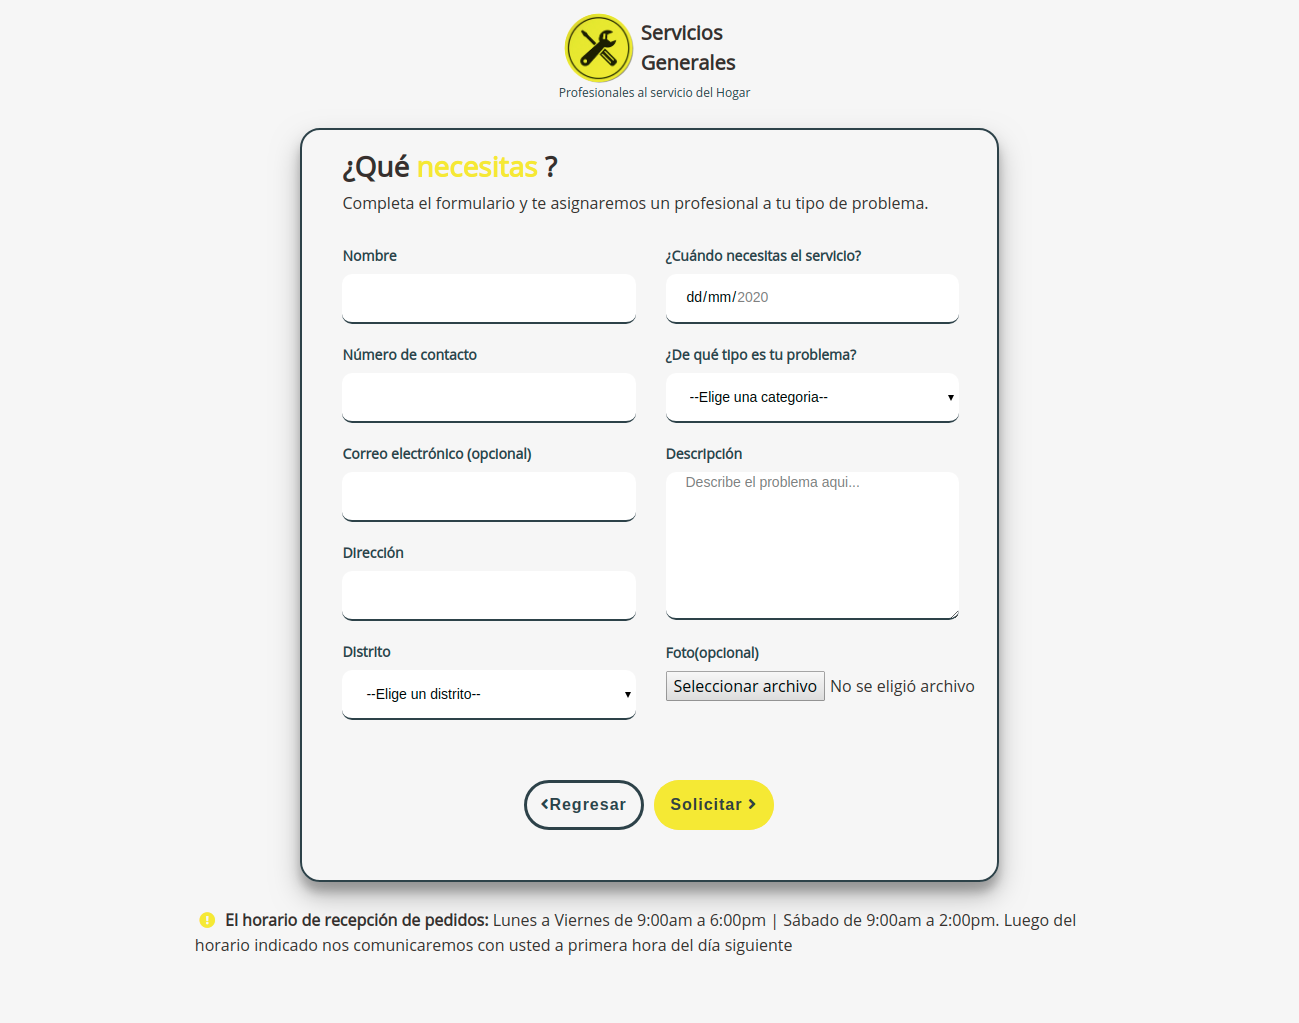 Servicios
Generales
Profesionales al servicio del Hogar
¿Qué necesitas ?
Completa el formulario y te asignaremos un profesional a tu tipo de problema.
Nombre
¿Cuándo necesitas el servicio?
dd/mm/2020
Número de contacto
¿De qué tipo es tu problema?
--Elige una categoria--
Correo electrónico (opcional)
Descripción
Describe el problema aqui...
Dirección
Distrito
--Elige un distrito--
Foto(opcional)
Seleccionar archivo No se eligió archivo
Regresar
Solicitar
El horario de recepción de pedidos: Lunes a Viernes de 9:00am a 6:00pm | Sábado de 9:00am a 2:00pm. Luego del
horario indicado nos comunicaremos con usted a primera hora del día siguiente